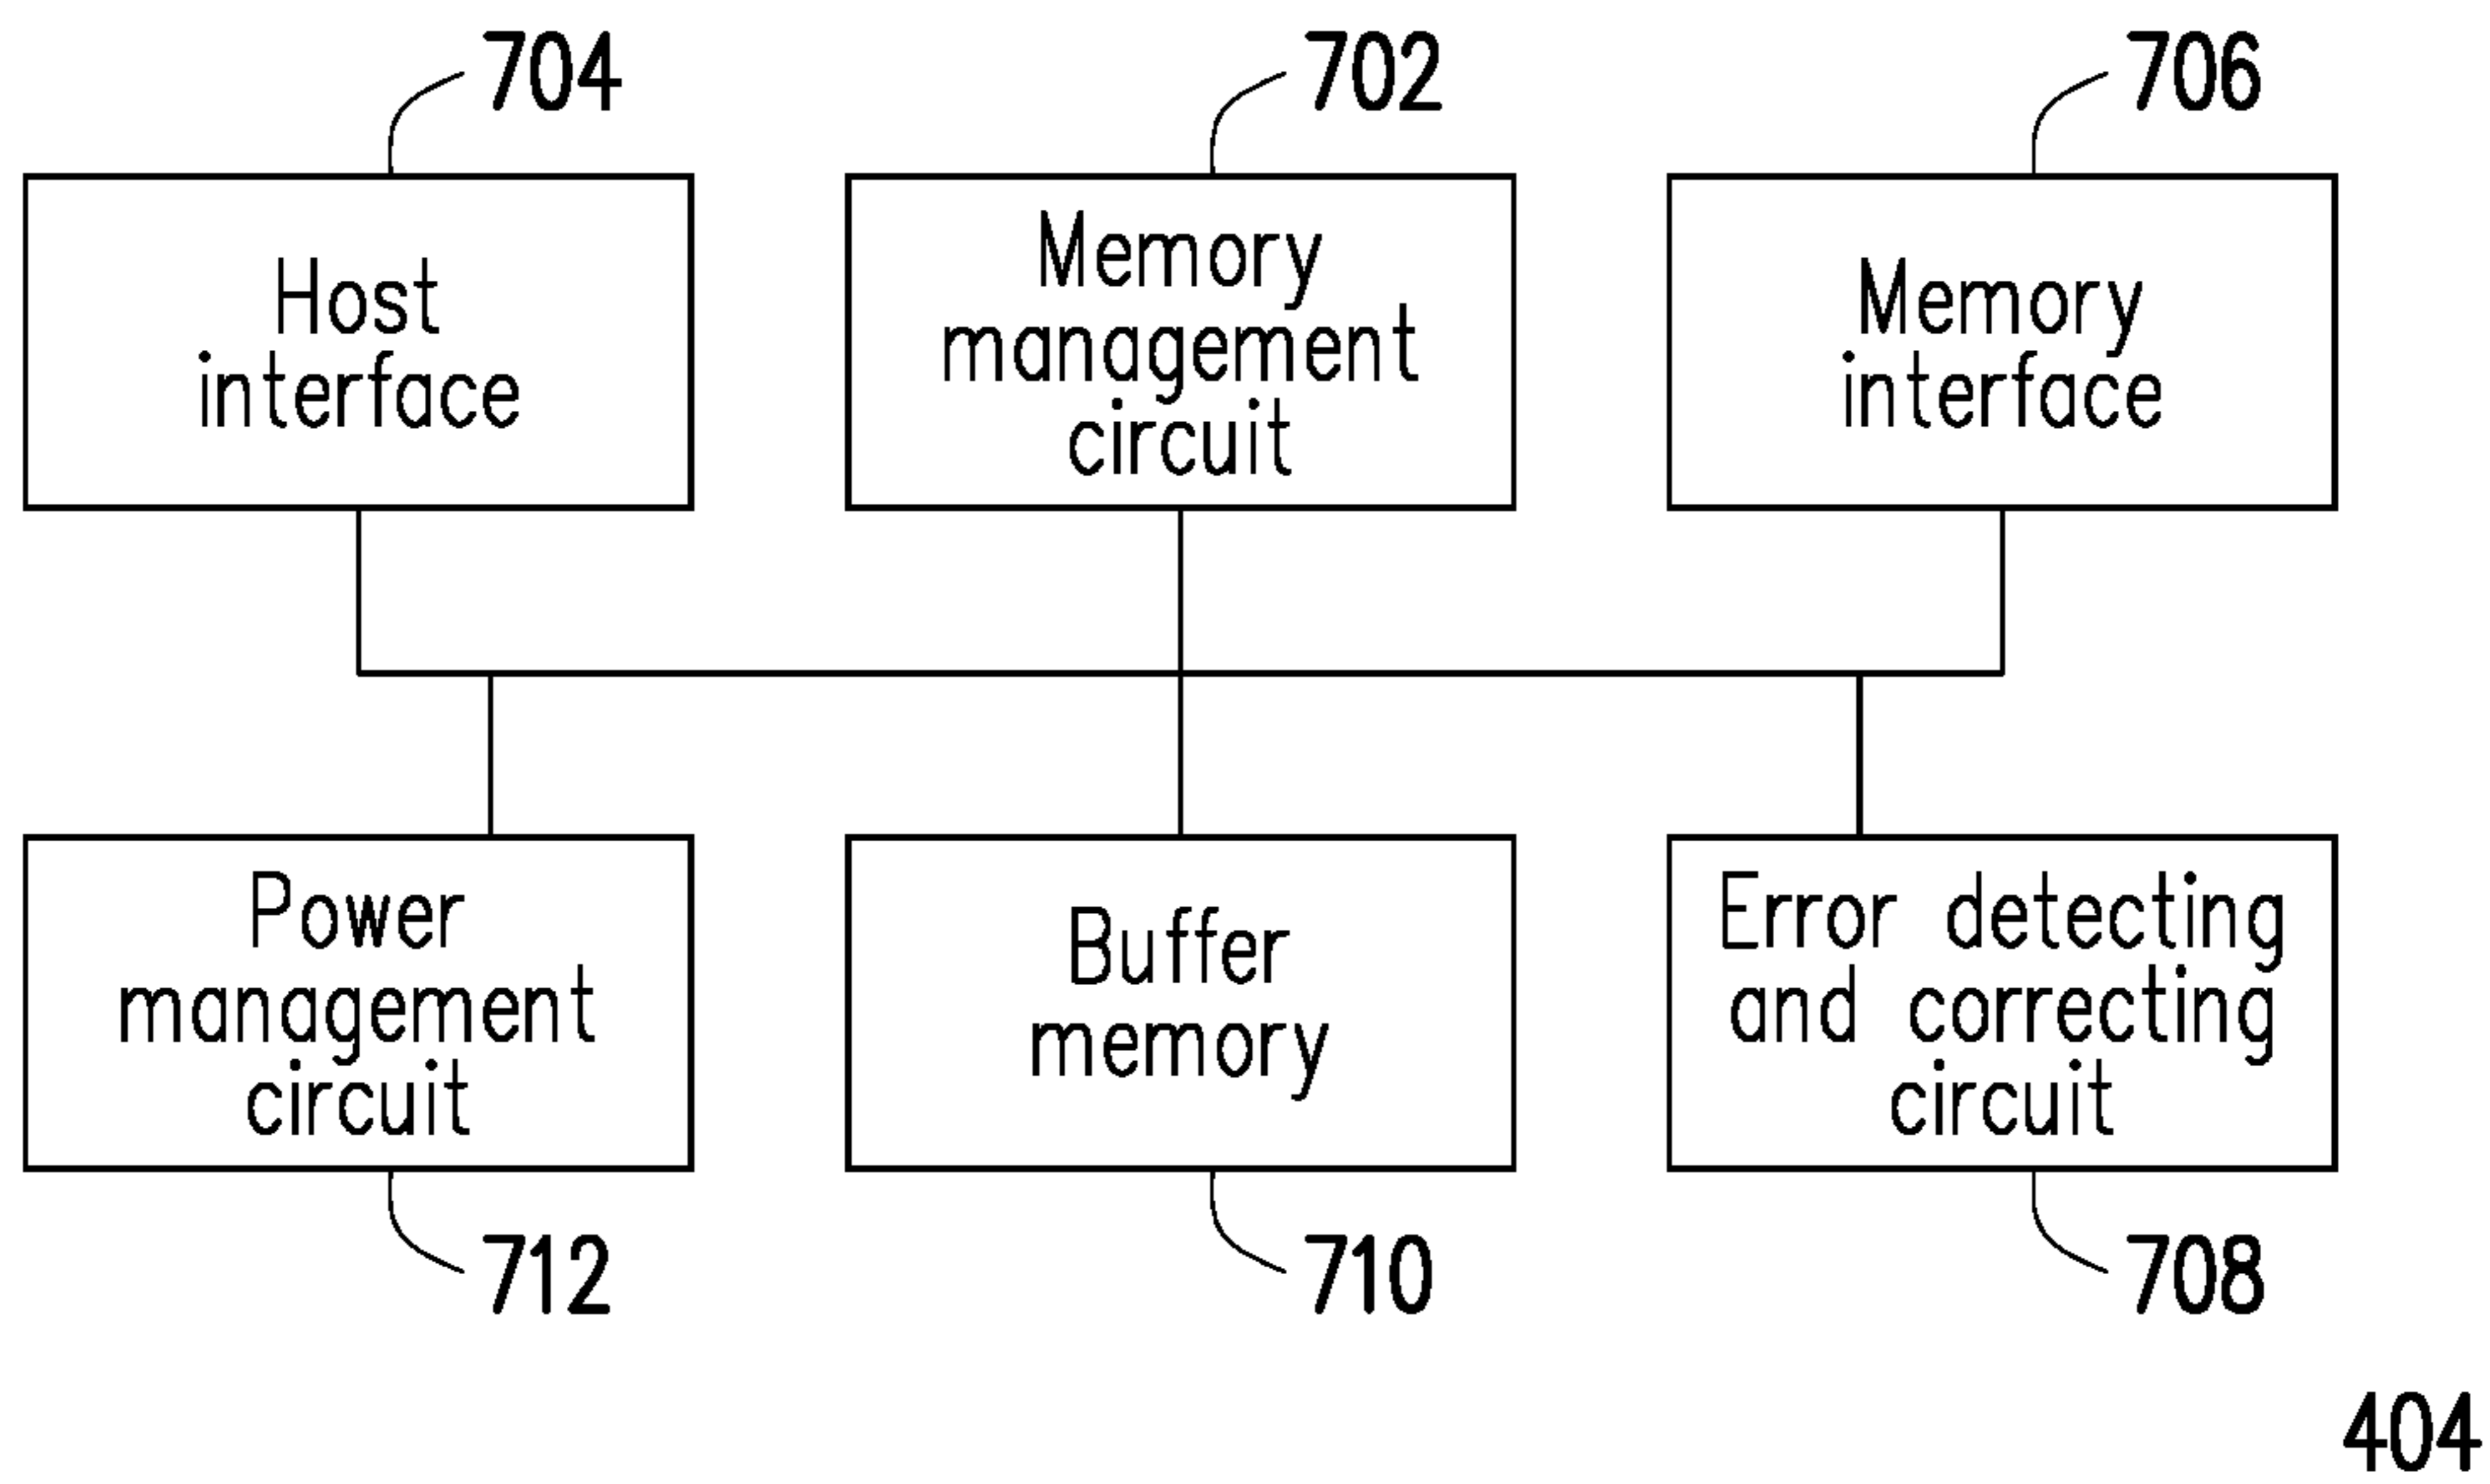 704
702
706
Host
interface
Memory
management
circuit
Memory
interface
Power
management
circuit
Buffer
memory
Error detecting
and correcting
circuit
712
710
708
404